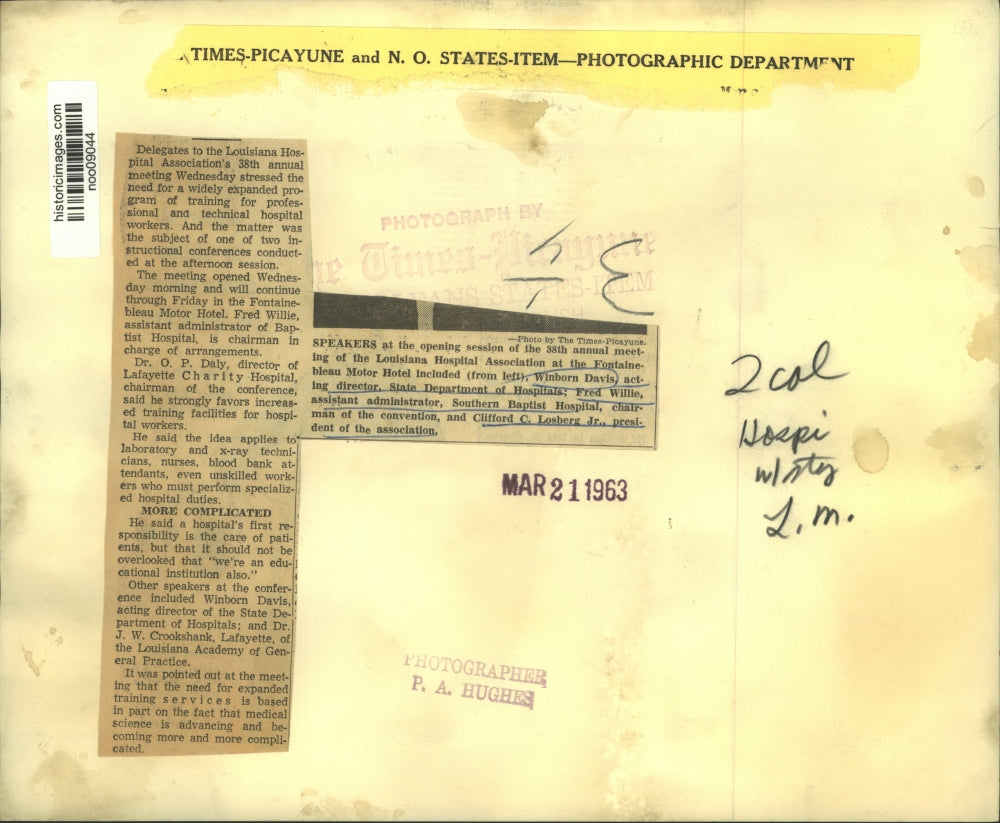 TIMES-PICAYUNE and N. O. STATES-ITEM—PHOTOGRAPHIC DEPARTMENT
historicimages.com
noo09044
Delegates to the Louisiana Hos-
pital Association's 38th annual
meeting Wednesday stressed the
need for a widely expanded pro-
gram of training for profes-
sional and technical hospital
workers. And the matter was
the subject of one of two in-
structional conferences conduct-
ed at the afternoon session.
The meeting opened Wednes-
day morning and will continue
through Friday in the Fontaine-
bleau Motor Hotel. Fred Willie,
assistant administrator of Bap-
tist Hospital, is chairman in
charge of arrangements.
Dr. O. P. Daly, director of
Lafayette Charity Hospital,
chairman of the conference,
said he strongly favors increas-
ed training facilities for hospi-
tal workers.
He said the idea applies to
laboratory and x-ray techni-
cians, nurses, blood bank at-
tendants, even unskilled work-
ers who must perform specializ-
ed hospital duties.
MORE COMPLICATED
He said a hospital's first re-
sponsibility is the care of pati-
ents, but that it should not be
overlooked that "we're an edu-
cational institution also."
Other speakers at the confer-
ence included Winborn Davis,
acting director of the State De-
partment of Hospitals; and Dr.
J. W. Crookshank, Lafayette, of
the Louisiana Academy of Gen-
eral Practice.
It was pointed out at the meet-
ing that the need for expanded
training services is based
in part on the fact that medical
science is advancing and be-
coming more and more compli-
cated.
PHOTOGRAPH BY
Times-Picayune
STATES-ITEM
—Photo by The Times-Picayune.
SPEAKERS at the opening session of the 38th annual meet-
ing of the Louisiana Hospital Association at the Fontaine-
bleau Motor Hotel included (from left), Winborn Davis, act-
ing director, State Department of Hospitals; Fred Willie,
assistant administrator, Southern Baptist Hospital, chair-
man of the convention, and Clifford C. Losberg Jr., presi-
dent of the association.
MAR 21 1963
2 col
Hospi
w/sty
L.m.
PHOTOGRAPHER
P. A. HUGHES